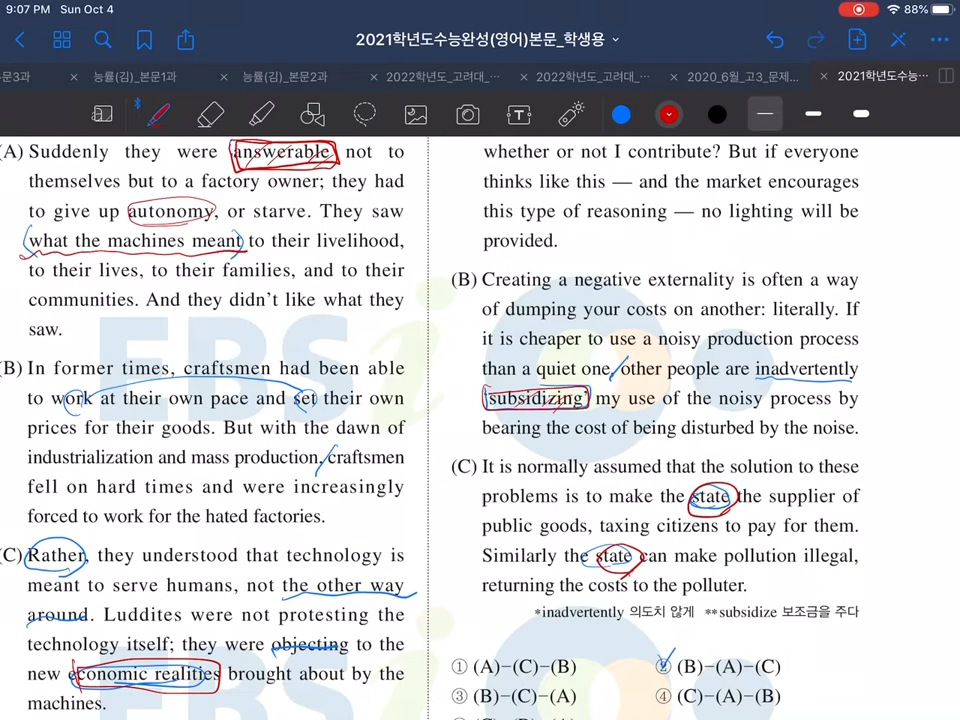 9:07 PM Sun Oct 4
88%
2021학년도수능완성(영어)본문_학생용
문3과
능률(김)_본문1과
능률(김)_본문2과
2022학년도_고려대_...
2022학년도_고려대_...
2020_6월_고3_문제...
2021학년도수능...
(A) Suddenly they were answerable not to
themselves but to a factory owner; they had
to give up autonomy, or starve. They saw
what the machines meant to their livelihood,
to their lives, to their families, and to their
communities. And they didn't like what they
saw.
(B) In former times, craftsmen had been able
to work at their own pace and set their own
prices for their goods. But with the dawn of
industrialization and mass production, craftsmen
fell on hard times and were increasingly
forced to work for the hated factories.
(C) Rather, they understood that technology is
meant to serve humans, not the other way
around. Luddites were not protesting the
technology itself; they were objecting to the
new economic realities brought about by the
machines.
whether or not I contribute? But if everyone
thinks like this — and the market encourages
this type of reasoning — no lighting will be
provided.
(B) Creating a negative externality is often a way
of dumping your costs on another: literally. If
it is cheaper to use a noisy production process
than a quiet one, other people are inadvertently
'subsidizing' my use of the noisy process by
bearing the cost of being disturbed by the noise.
(C) It is normally assumed that the solution to these
problems is to make the state the supplier of
public goods, taxing citizens to pay for them.
Similarly the state can make pollution illegal,
returning the costs to the polluter.
*inadvertently 의도치 않게 **subsidize 보조금을 주다
① (A)-(C)-(B)
② (B)-(A)-(C)
③ (B)-(C)-(A)
④ (C)-(A)-(B)
EBSi
EBSi